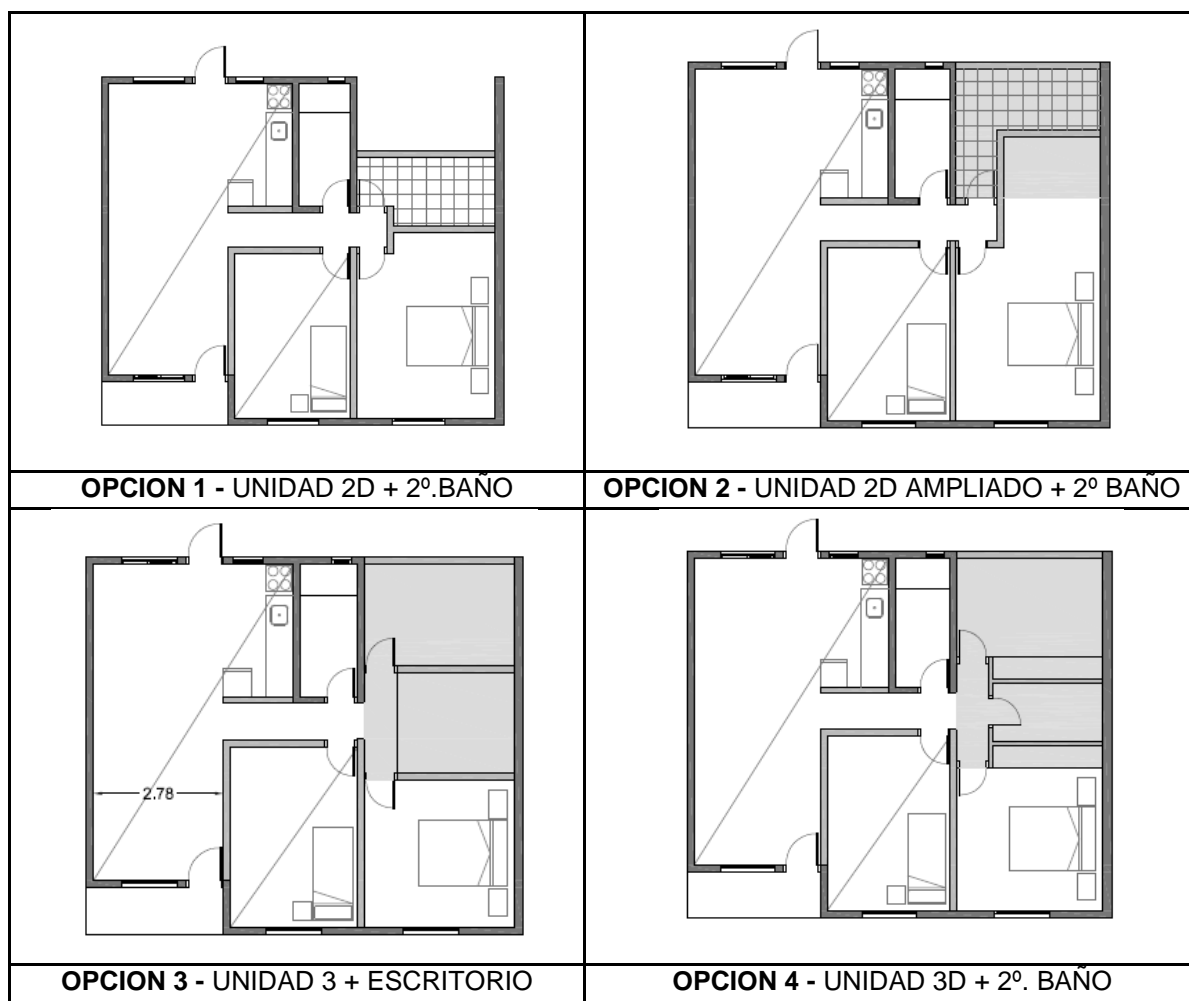 OPCION 1 - UNIDAD 2D + 2º.BAÑO
OPCION 2 - UNIDAD 2D AMPLIADO + 2º BAÑO
2.78
OPCION 3 - UNIDAD 3 + ESCRITORIO
OPCION 4 - UNIDAD 3D + 2º. BAÑO